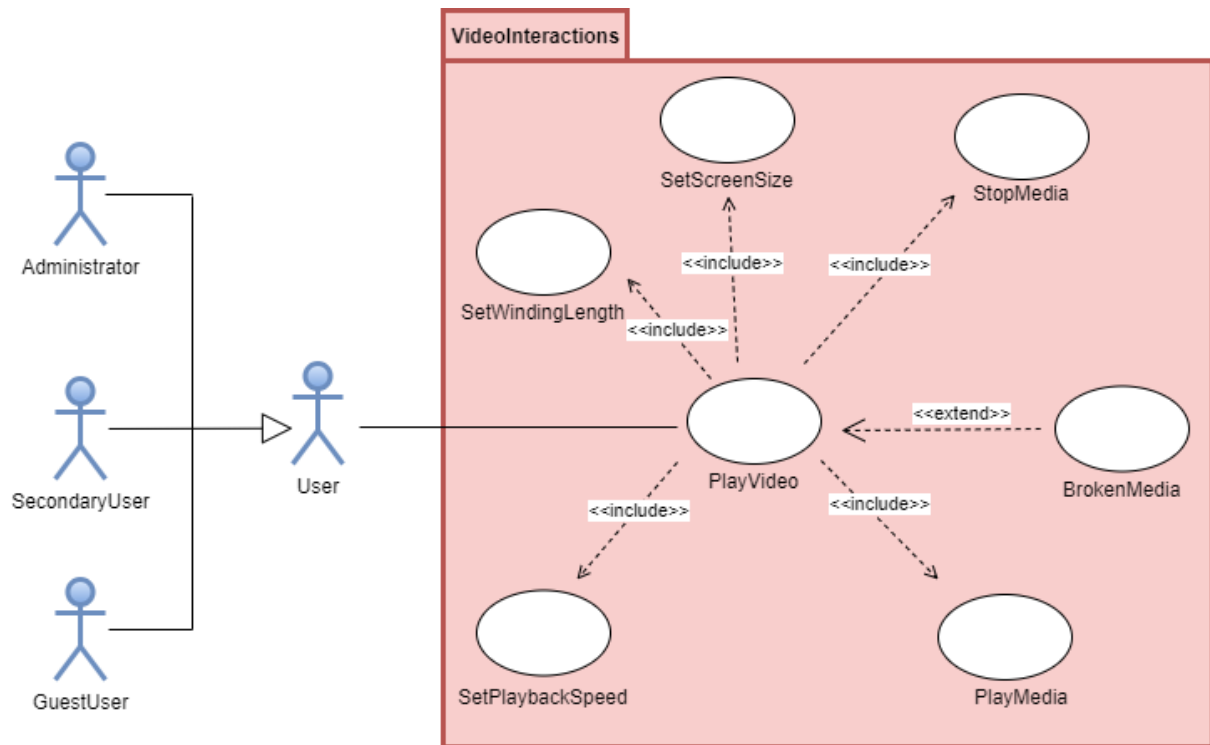 VideoInteractions
SetScreenSize
StopMedia
Administrator
<<include>>
<<include>>
SetWindingLength
<<include>>
<<extend>>
User
PlayVideo
BrokenMedia
SecondaryUser
<<include>>
<<include>>
SetPlaybackSpeed
PlayMedia
GuestUser